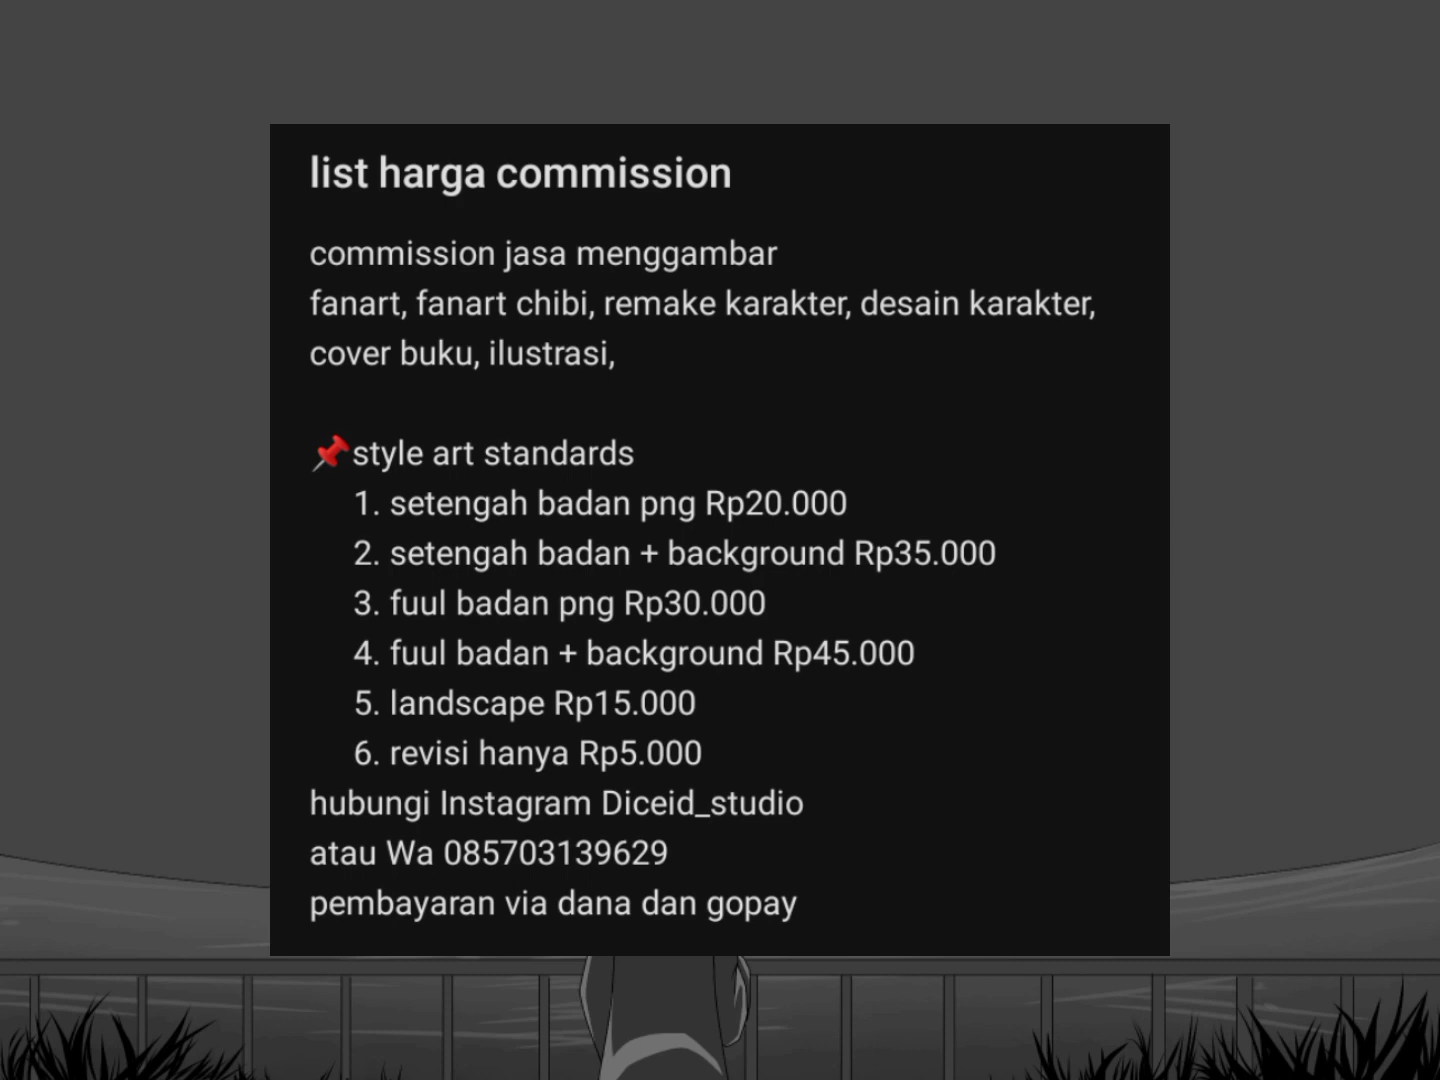 list harga commission
commission jasa menggambar
fanart, fanart chibi, remake karakter, desain karakter,
cover buku, ilustrasi,
📌style art standards
1. setengah badan png Rp20.000
2. setengah badan + background Rp35.000
3. fuul badan png Rp30.000
4. fuul badan + background Rp45.000
5. landscape Rp15.000
6. revisi hanya Rp5.000
hubungi Instagram Diceid_studio
atau Wa 085703139629
pembayaran via dana dan gopay